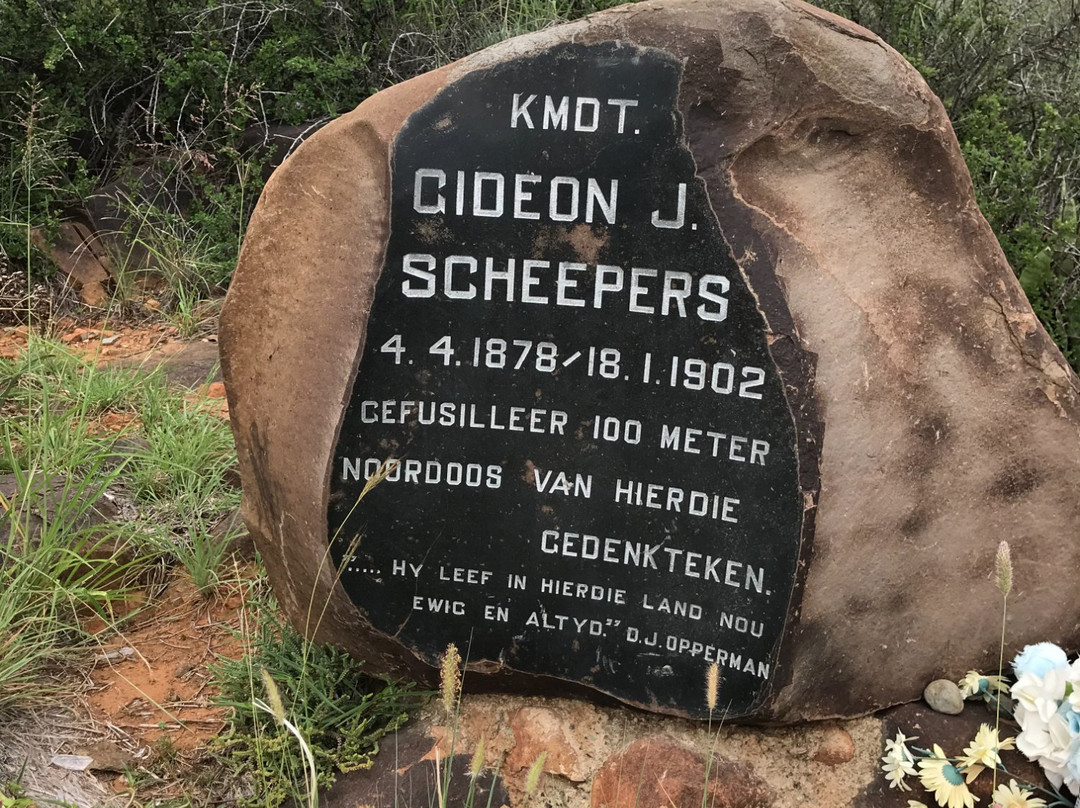 KMDT.
GIDEON J.
SCHEEPERS
4. 4. 1878/18. 1. 1902
GEFUSILLEER 100 METER
NOORDOOS VAN HIERDIE
GEDENKTEKEN.
"..... HY LEEF IN HIERDIE LAND NOU
EWIG EN ALTYD." D.J. OPPERMAN